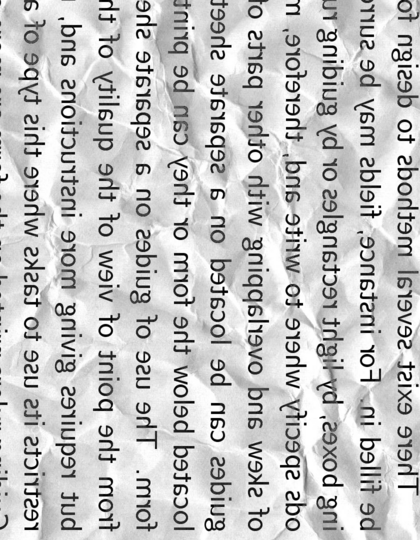 There exist several methods to design fo
be filled in. For instance, fields may be surrou
ing boxes, by light rectangles or by guiding ru
ods specify where to write and, therefore, m
of skew and overlapping with other parts o
guides can be located on a separate sheet
located below the form or they can be print
form. The use of guides on a separate she
from the point of view of the quality of th
but requires giving more instructions and,
restricts its use to tasks where this type of a